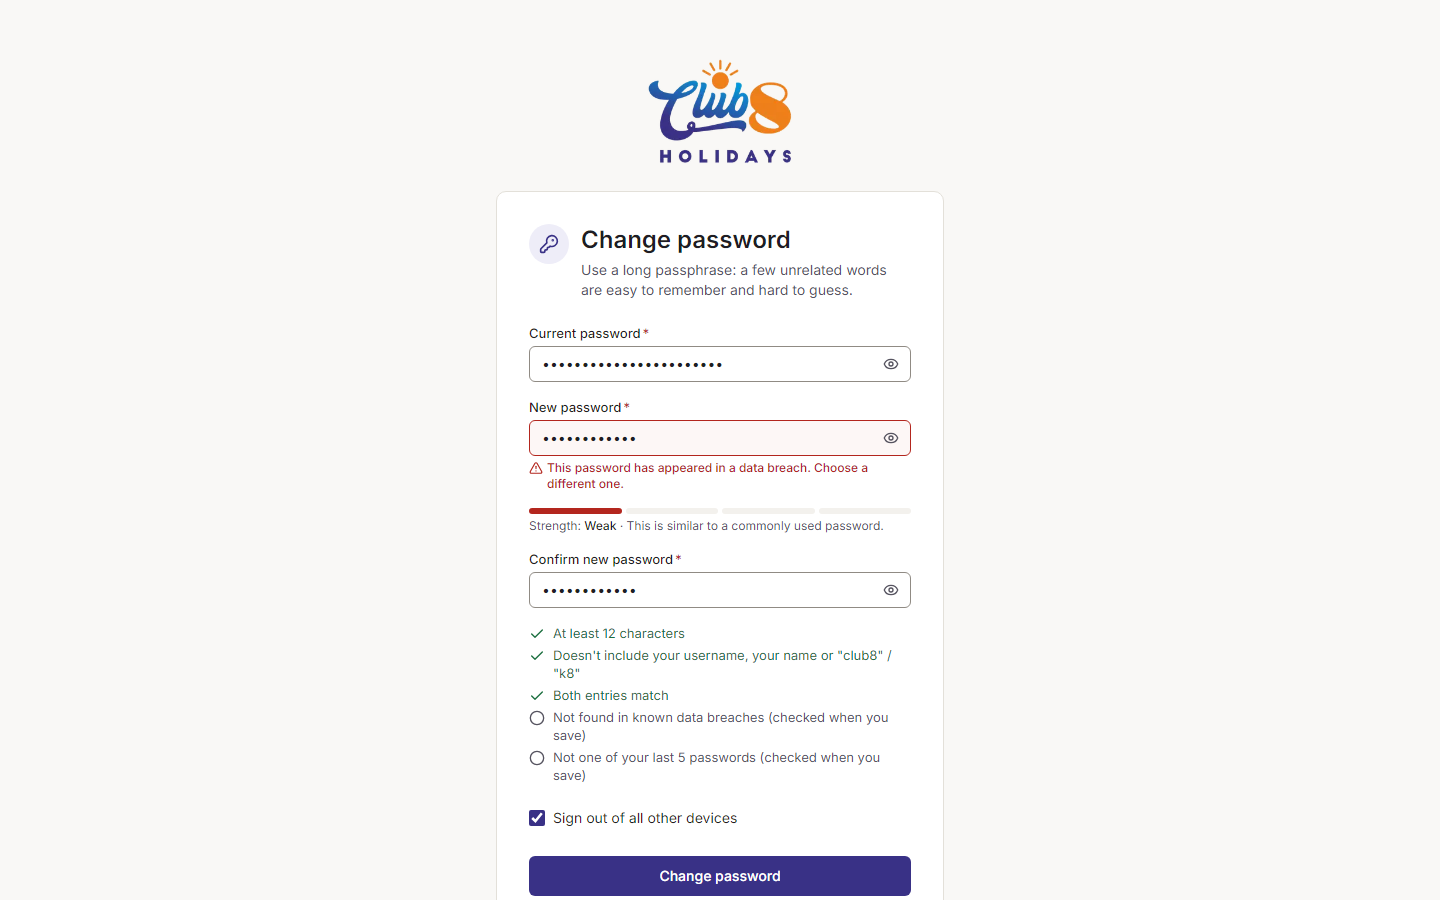 Club8
HOLIDAYS
Change password
Use a long passphrase: a few unrelated words
are easy to remember and hard to guess.
Current password *
•••••••••••••••••••••••
New password *
••••••••••••
This password has appeared in a data breach. Choose a
different one.
Strength: Weak · This is similar to a commonly used password.
Confirm new password *
••••••••••••
At least 12 characters
Doesn't include your username, your name or "club8" /
"k8"
Both entries match
Not found in known data breaches (checked when you
save)
Not one of your last 5 passwords (checked when you
save)
Sign out of all other devices
Change password